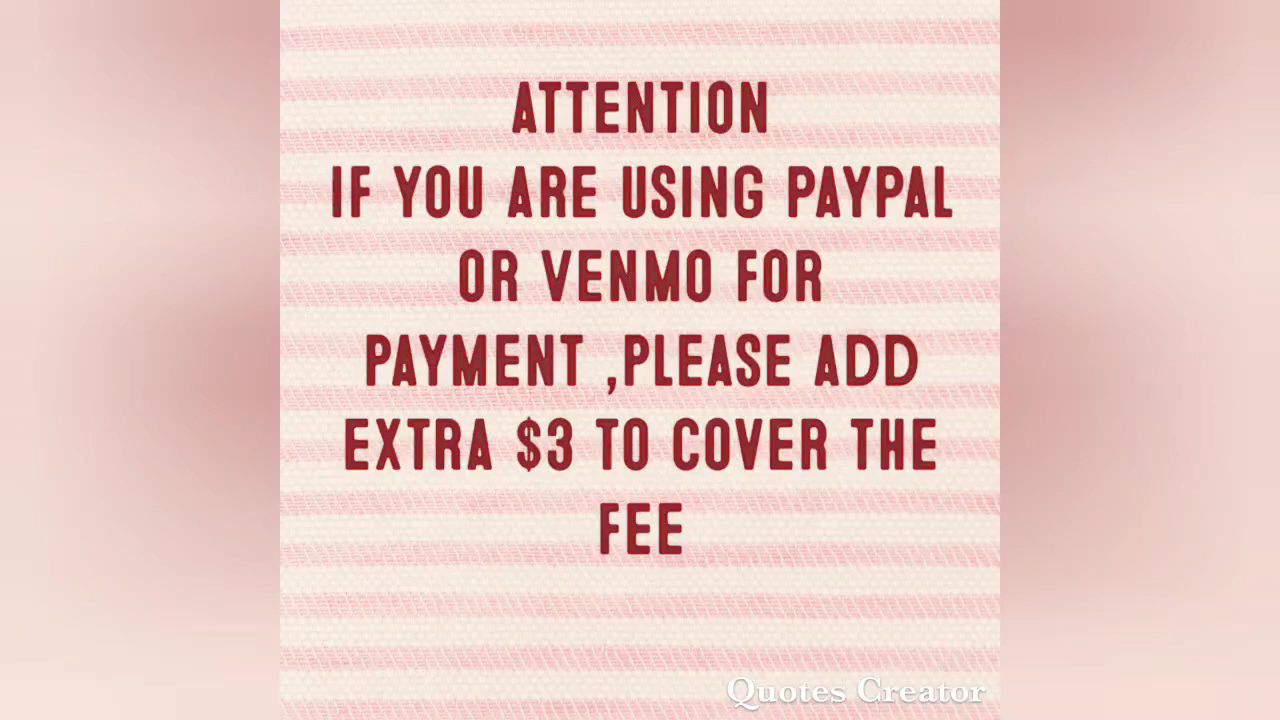 ATTENTION
IF YOU ARE USING PAYPAL
OR VENMO FOR
PAYMENT ,PLEASE ADD
EXTRA $3 TO COVER THE
FEE
Quotes Creator